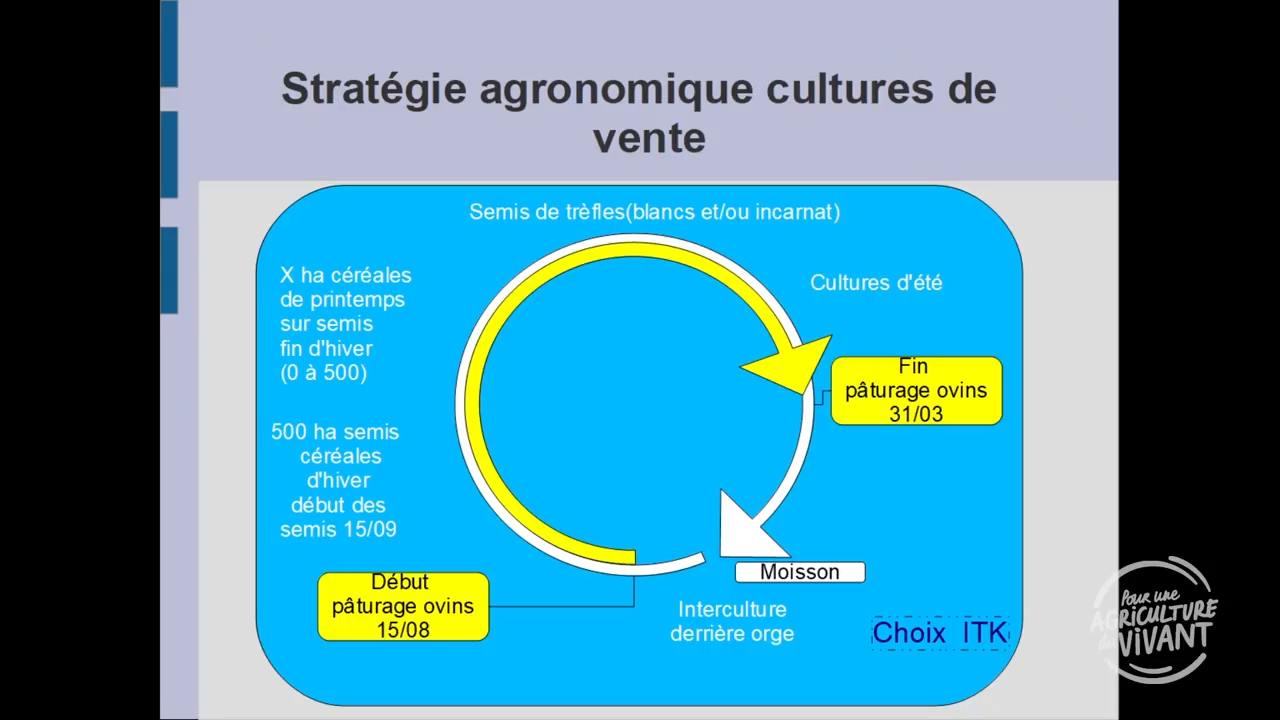 Stratégie agronomique cultures de
vente
Semis de trèfles(blancs et/ou incarnat)
X ha céréales
de printemps
sur semis
fin d'hiver
(0 à 500)
Cultures d'été
Fin
pâturage ovins
31/03
500 ha semis
céréales
d'hiver
début des
semis 15/09
Début
pâturage ovins
15/08
Moisson
Interculture
derrière orge
Choix ITK
Pour une
AGRICULTURE
du VIVANT